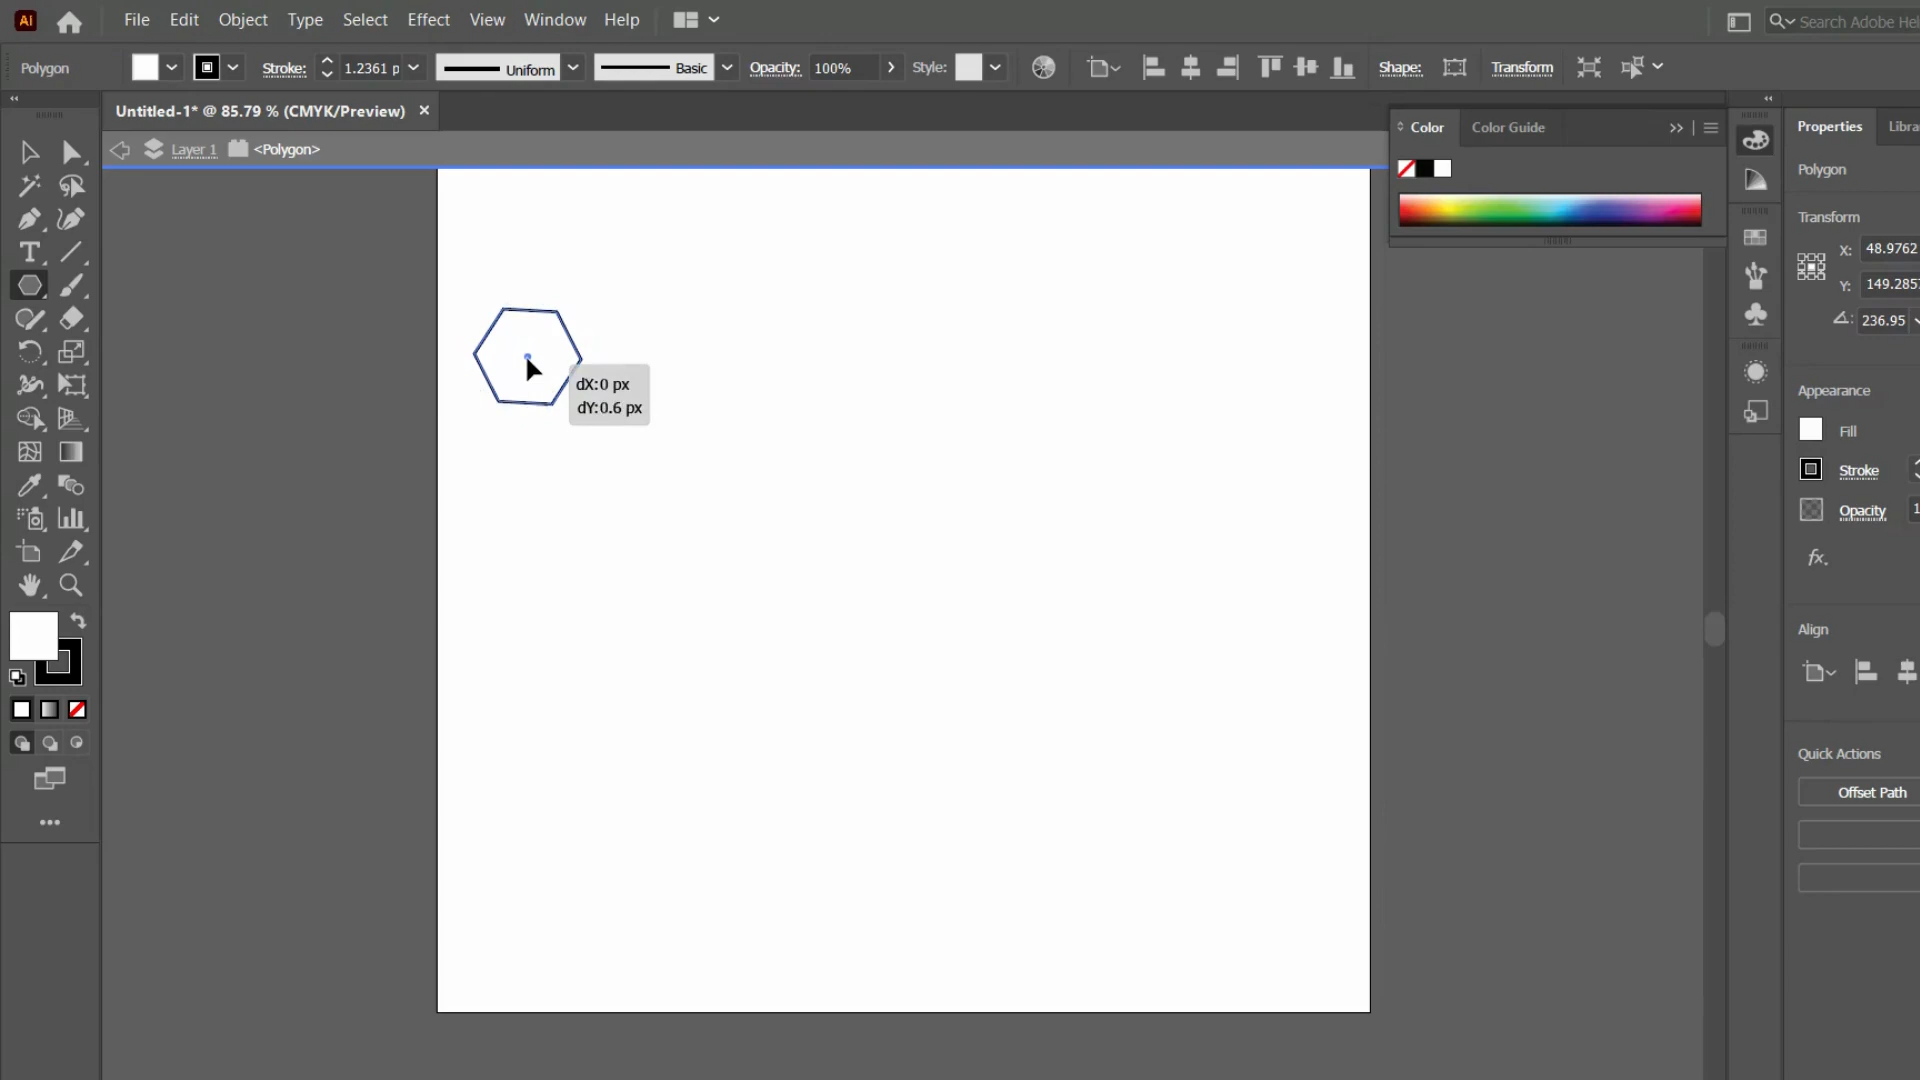 Ai File Edit Object Type Select Effect View Window Help Search Adobe Hel
Polygon Stroke: 1.2361 p Uniform Basic Opacity: 100% Style: Shape: Transform
Untitled-1* @ 85.79 % (CMYK/Preview) ×
Layer 1 <Polygon>
Color Color Guide
Properties Libra
Polygon
Transform
X: 48.9762
Y: 149.2857
236.95
dX:0 px
dY:0.6 px
Appearance
Fill
Stroke
Opacity 1
fx.
Align
Quick Actions
Offset Path